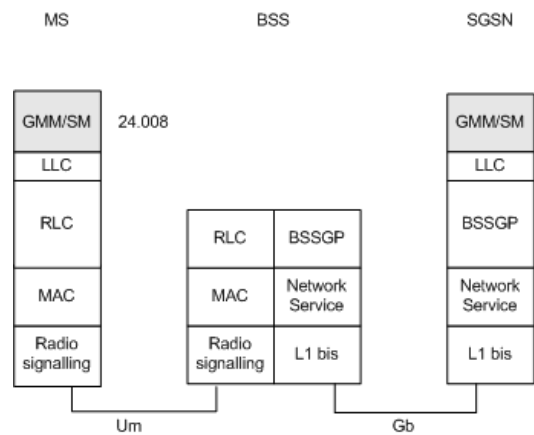 MS
BSS
SGSN
GMM/SM
24.008
GMM/SM
LLC
LLC
RLC
RLC
BSSGP
BSSGP
MAC
MAC
Network
Service
Network
Service
Radio
signalling
Radio
signalling
L1 bis
L1 bis
Um
Gb